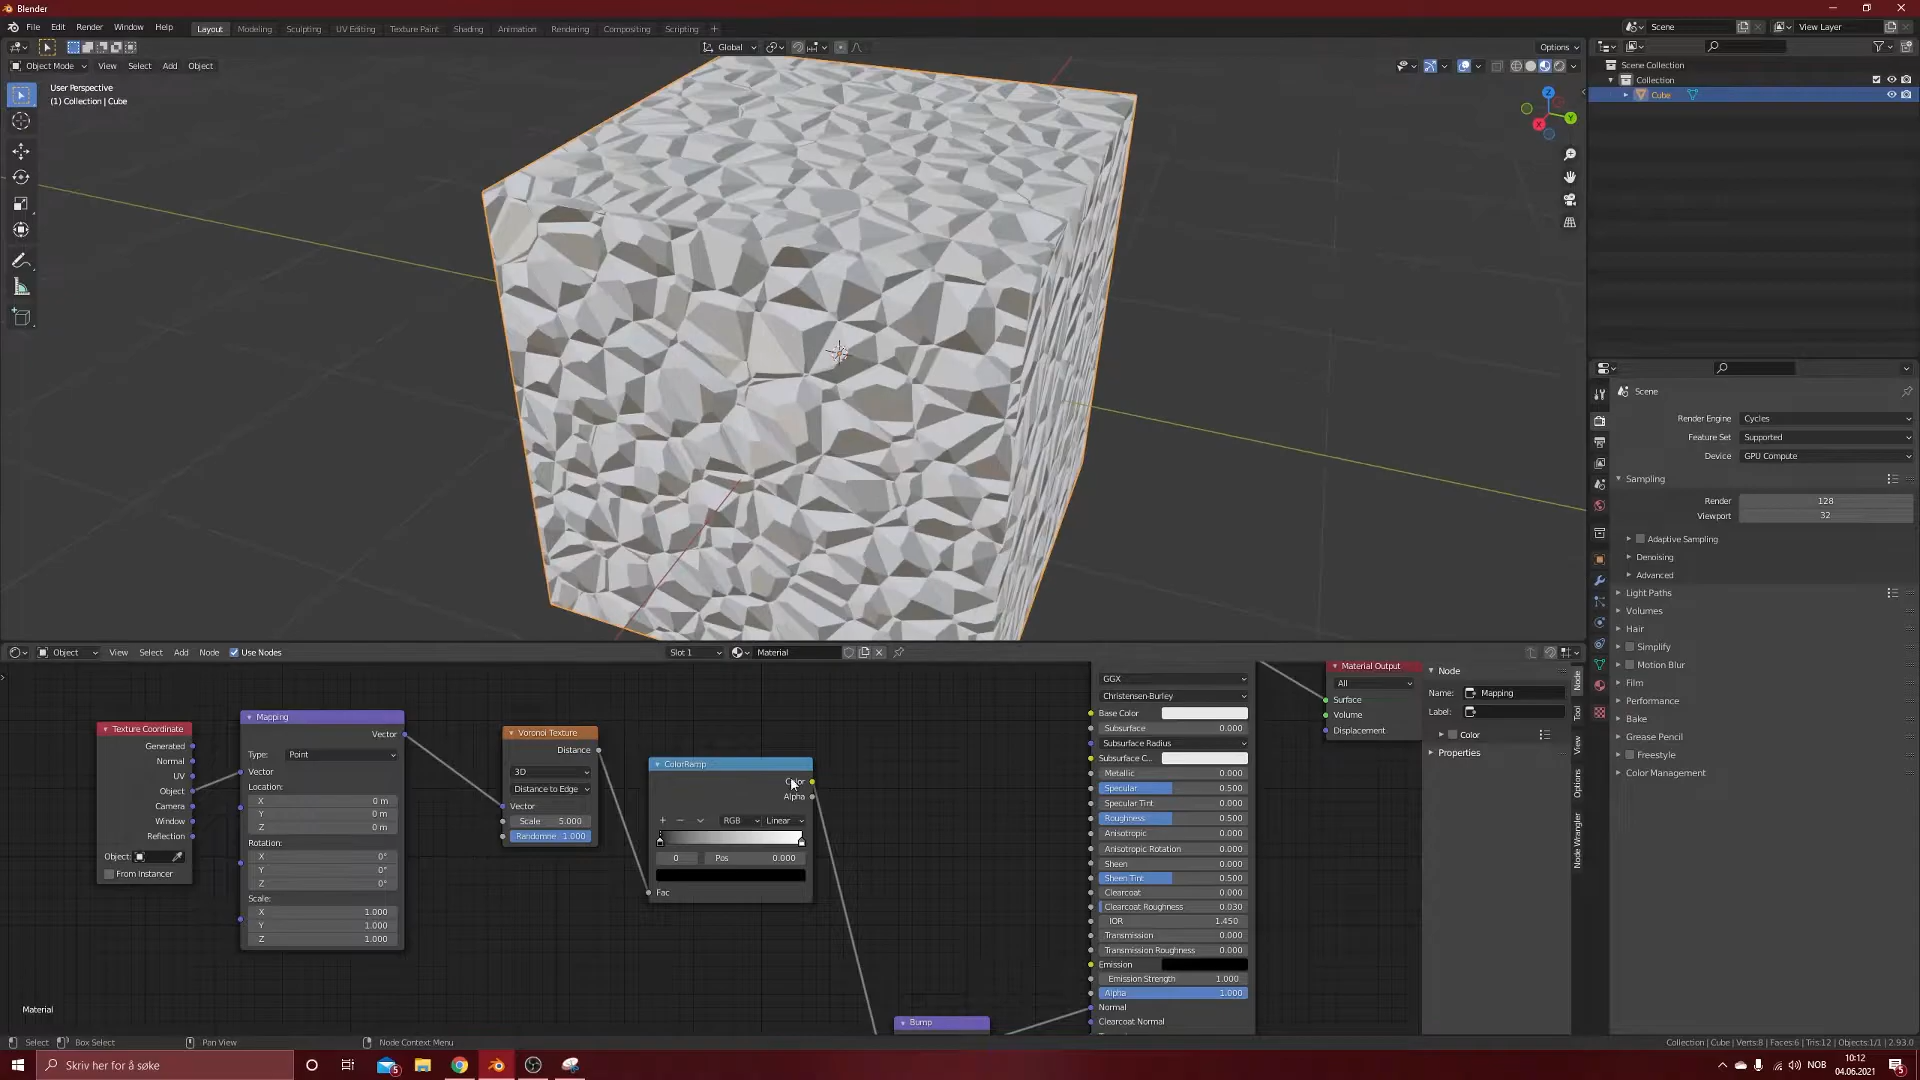 Blender
File Edit Render Window Help Layout Modeling Sculpting UV Editing Texture Paint Shading Animation Rendering Compositing Scripting + Scene View Layer
Global Options
Object Mode View Select Add Object
User Perspective
(1) Collection | Cube
Scene Collection
Collection
Cube
Z
Y
X
Scene
Render Engine Cycles
Feature Set Supported
Device GPU Compute
Sampling
Render 128
Viewport 32
Adaptive Sampling
Denoising
Advanced
Light Paths
Volumes
Hair
Simplify
Motion Blur
Film
Performance
Bake
Grease Pencil
Freestyle
Color Management
Object View Select Add Node Use Nodes Slot 1 Material
Texture Coordinate
Generated
Normal
UV
Object
Camera
Window
Reflection
Object:
From Instancer
Mapping
Vector
Type: Point
Vector
Location:
X 0 m
Y 0 m
Z 0 m
Rotation:
X 0°
Y 0°
Z 0°
Scale:
X 1.000
Y 1.000
Z 1.000
Voronoi Texture
Distance
3D
Distance to Edge
Vector
Scale 5.000
Randomne 1.000
ColorRamp
Color
Alpha
RGB Linear
0 Pos 0.000
Fac
Bump
GGX
Christensen-Burley
Base Color
Subsurface 0.000
Subsurface Radius
Subsurface C...
Metallic 0.000
Specular 0.500
Specular Tint 0.000
Roughness 0.500
Anisotropic 0.000
Anisotropic Rotation 0.000
Sheen 0.000
Sheen Tint 0.500
Clearcoat 0.000
Clearcoat Roughness 0.030
IOR 1.450
Transmission 0.000
Transmission Roughness 0.000
Emission
Emission Strength 1.000
Alpha 1.000
Normal
Clearcoat Normal
Material Output
All
Surface
Volume
Displacement
Node
Name: Mapping
Label:
Color
Properties
Node
Tool
View
Options
Node Wrangler
Material
Select Box Select Pan View Node Context Menu Collection | Cube | Verts:8 | Faces:6 | Tris:12 | Objects:1/1 | 2.93.0
Skriv her for å søke
5
NOB
10:12
04.06.2021
5